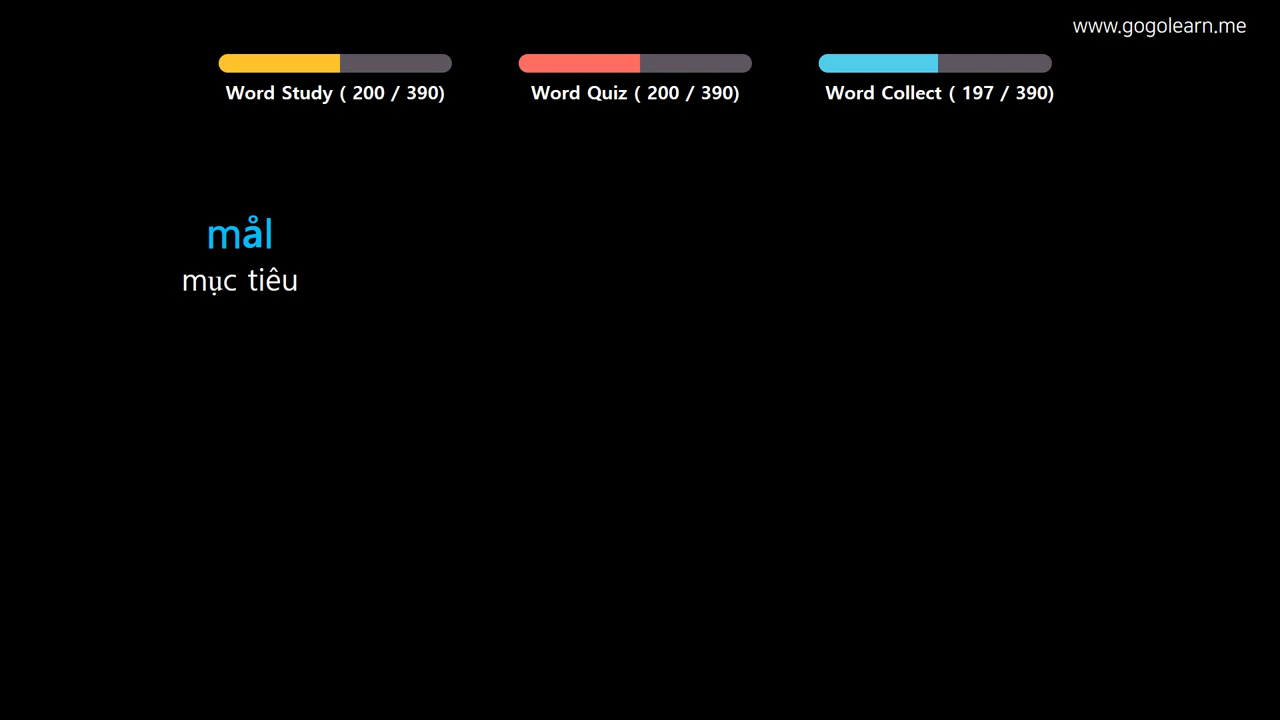 www.gogolearn.me
Word Study ( 200 / 390)
Word Quiz ( 200 / 390)
Word Collect ( 197 / 390)
mål
mục tiêu